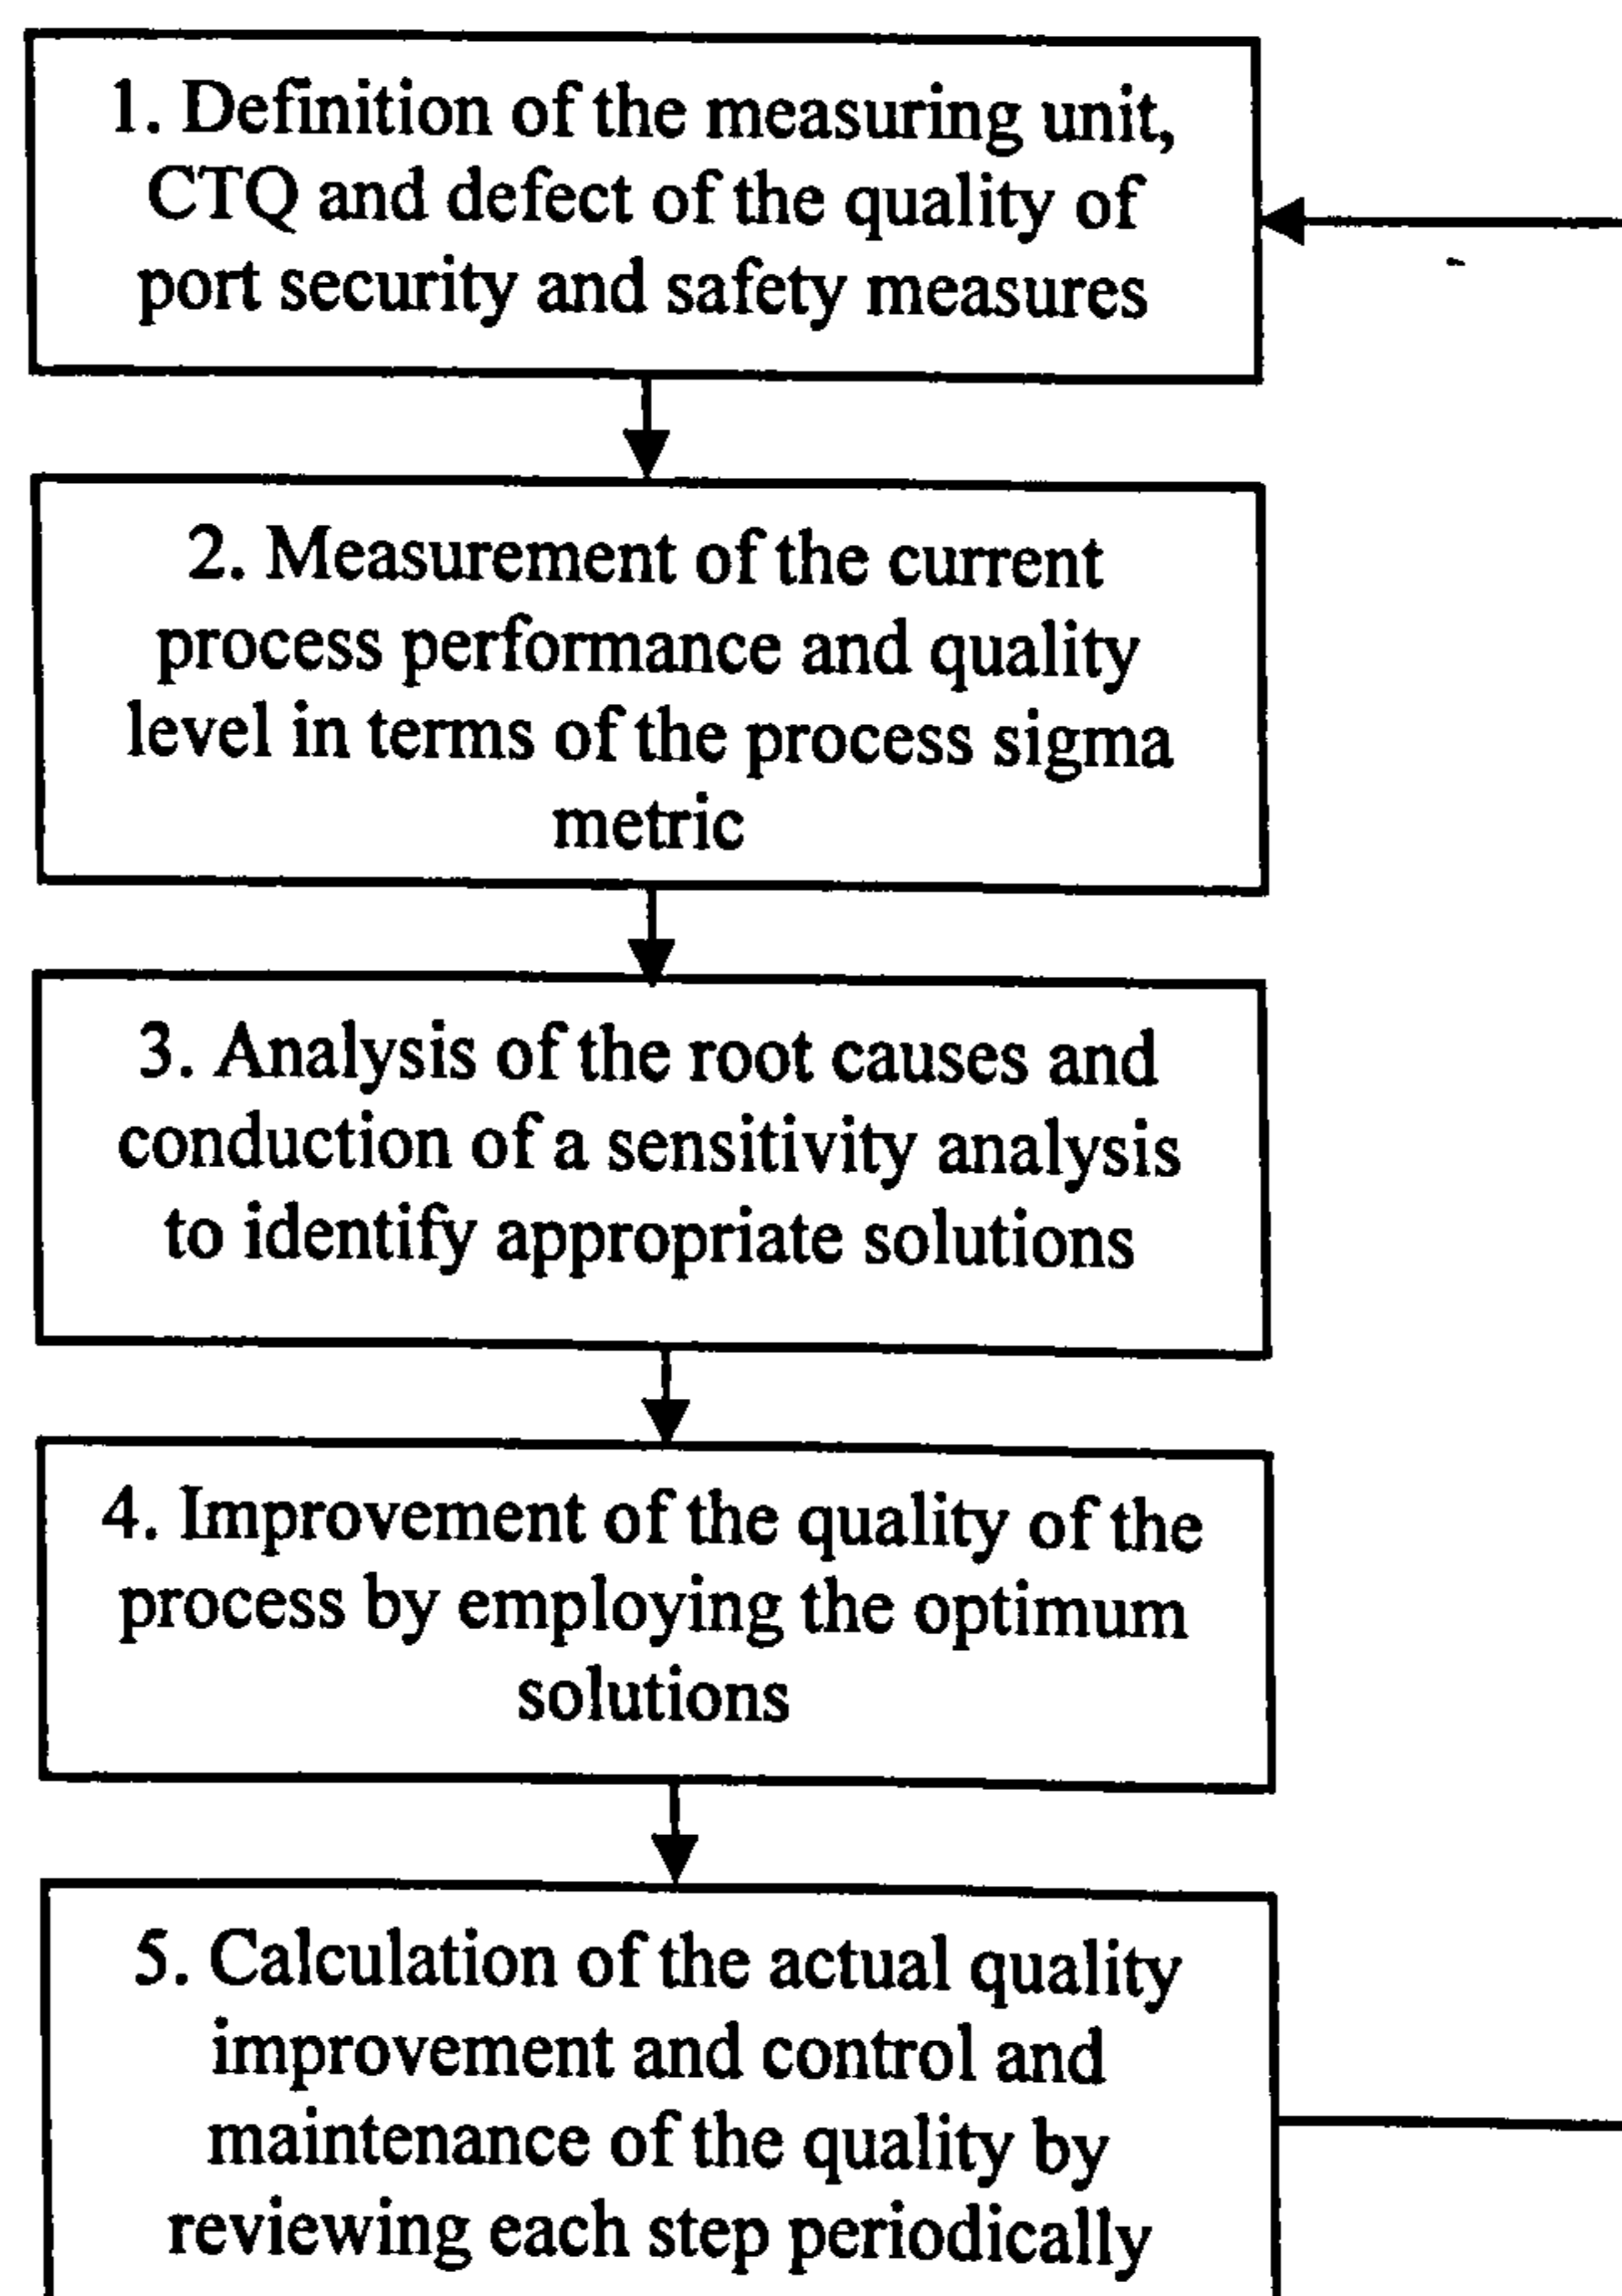 1. Definition of the measuring unit,
CTQ and defect of the quality of
port security and safety measures
2. Measurement of the current
process performance and quality
level in terms of the process sigma
metric
3. Analysis of the root causes and
conduction of a sensitivity analysis
to identify appropriate solutions
4. Improvement of the quality of the
process by employing the optimum
solutions
5. Calculation of the actual quality
improvement and control and
maintenance of the quality by
reviewing each step periodically